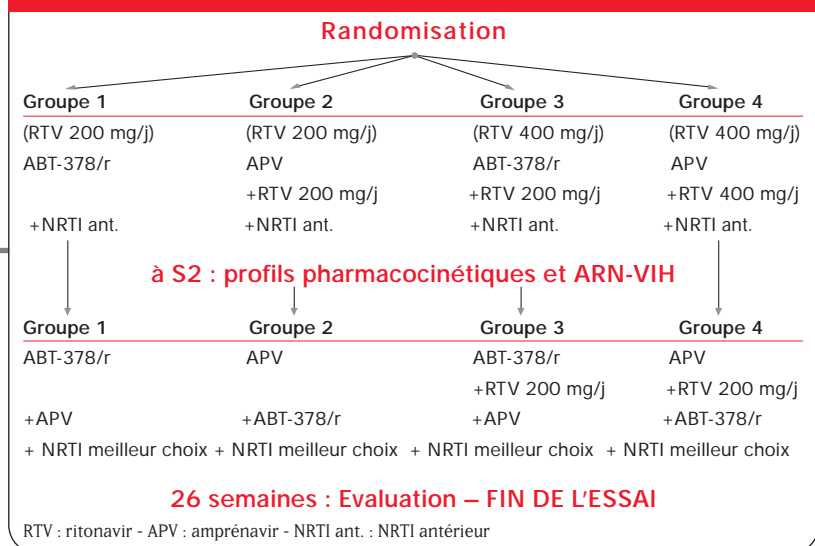 Randomisation
Groupe 1 Groupe 2 Groupe 3 Groupe 4
(RTV 200 mg/j) (RTV 200 mg/j) (RTV 400 mg/j) (RTV 400 mg/j)
ABT-378/r APV ABT-378/r APV
+RTV 200 mg/j +RTV 200 mg/j +RTV 400 mg/j
+NRTI ant. +NRTI ant. +NRTI ant. +NRTI ant.
à S2 : profils pharmacocinétiques et ARN-VIH
Groupe 1 Groupe 2 Groupe 3 Groupe 4
ABT-378/r APV ABT-378/r APV
+RTV 200 mg/j +RTV 200 mg/j
+APV +ABT-378/r +APV +ABT-378/r
+ NRTI meilleur choix + NRTI meilleur choix + NRTI meilleur choix + NRTI meilleur choix
26 semaines : Evaluation – FIN DE L'ESSAI
RTV : ritonavir - APV : amprénavir - NRTI ant. : NRTI antérieur